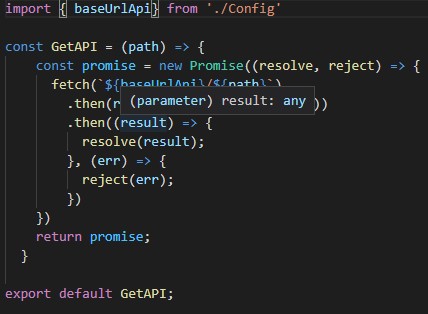 import { baseUrlApi} from './Config'
const GetAPI = (path) => {
const promise = new Promise((resolve, reject) => {
fetch(`${baseUrlApi}/${path}`)
(parameter) result: any
.then(r ))
.then((result) => {
resolve(result);
}, (err) => {
reject(err);
})
})
return promise;
}
export default GetAPI;